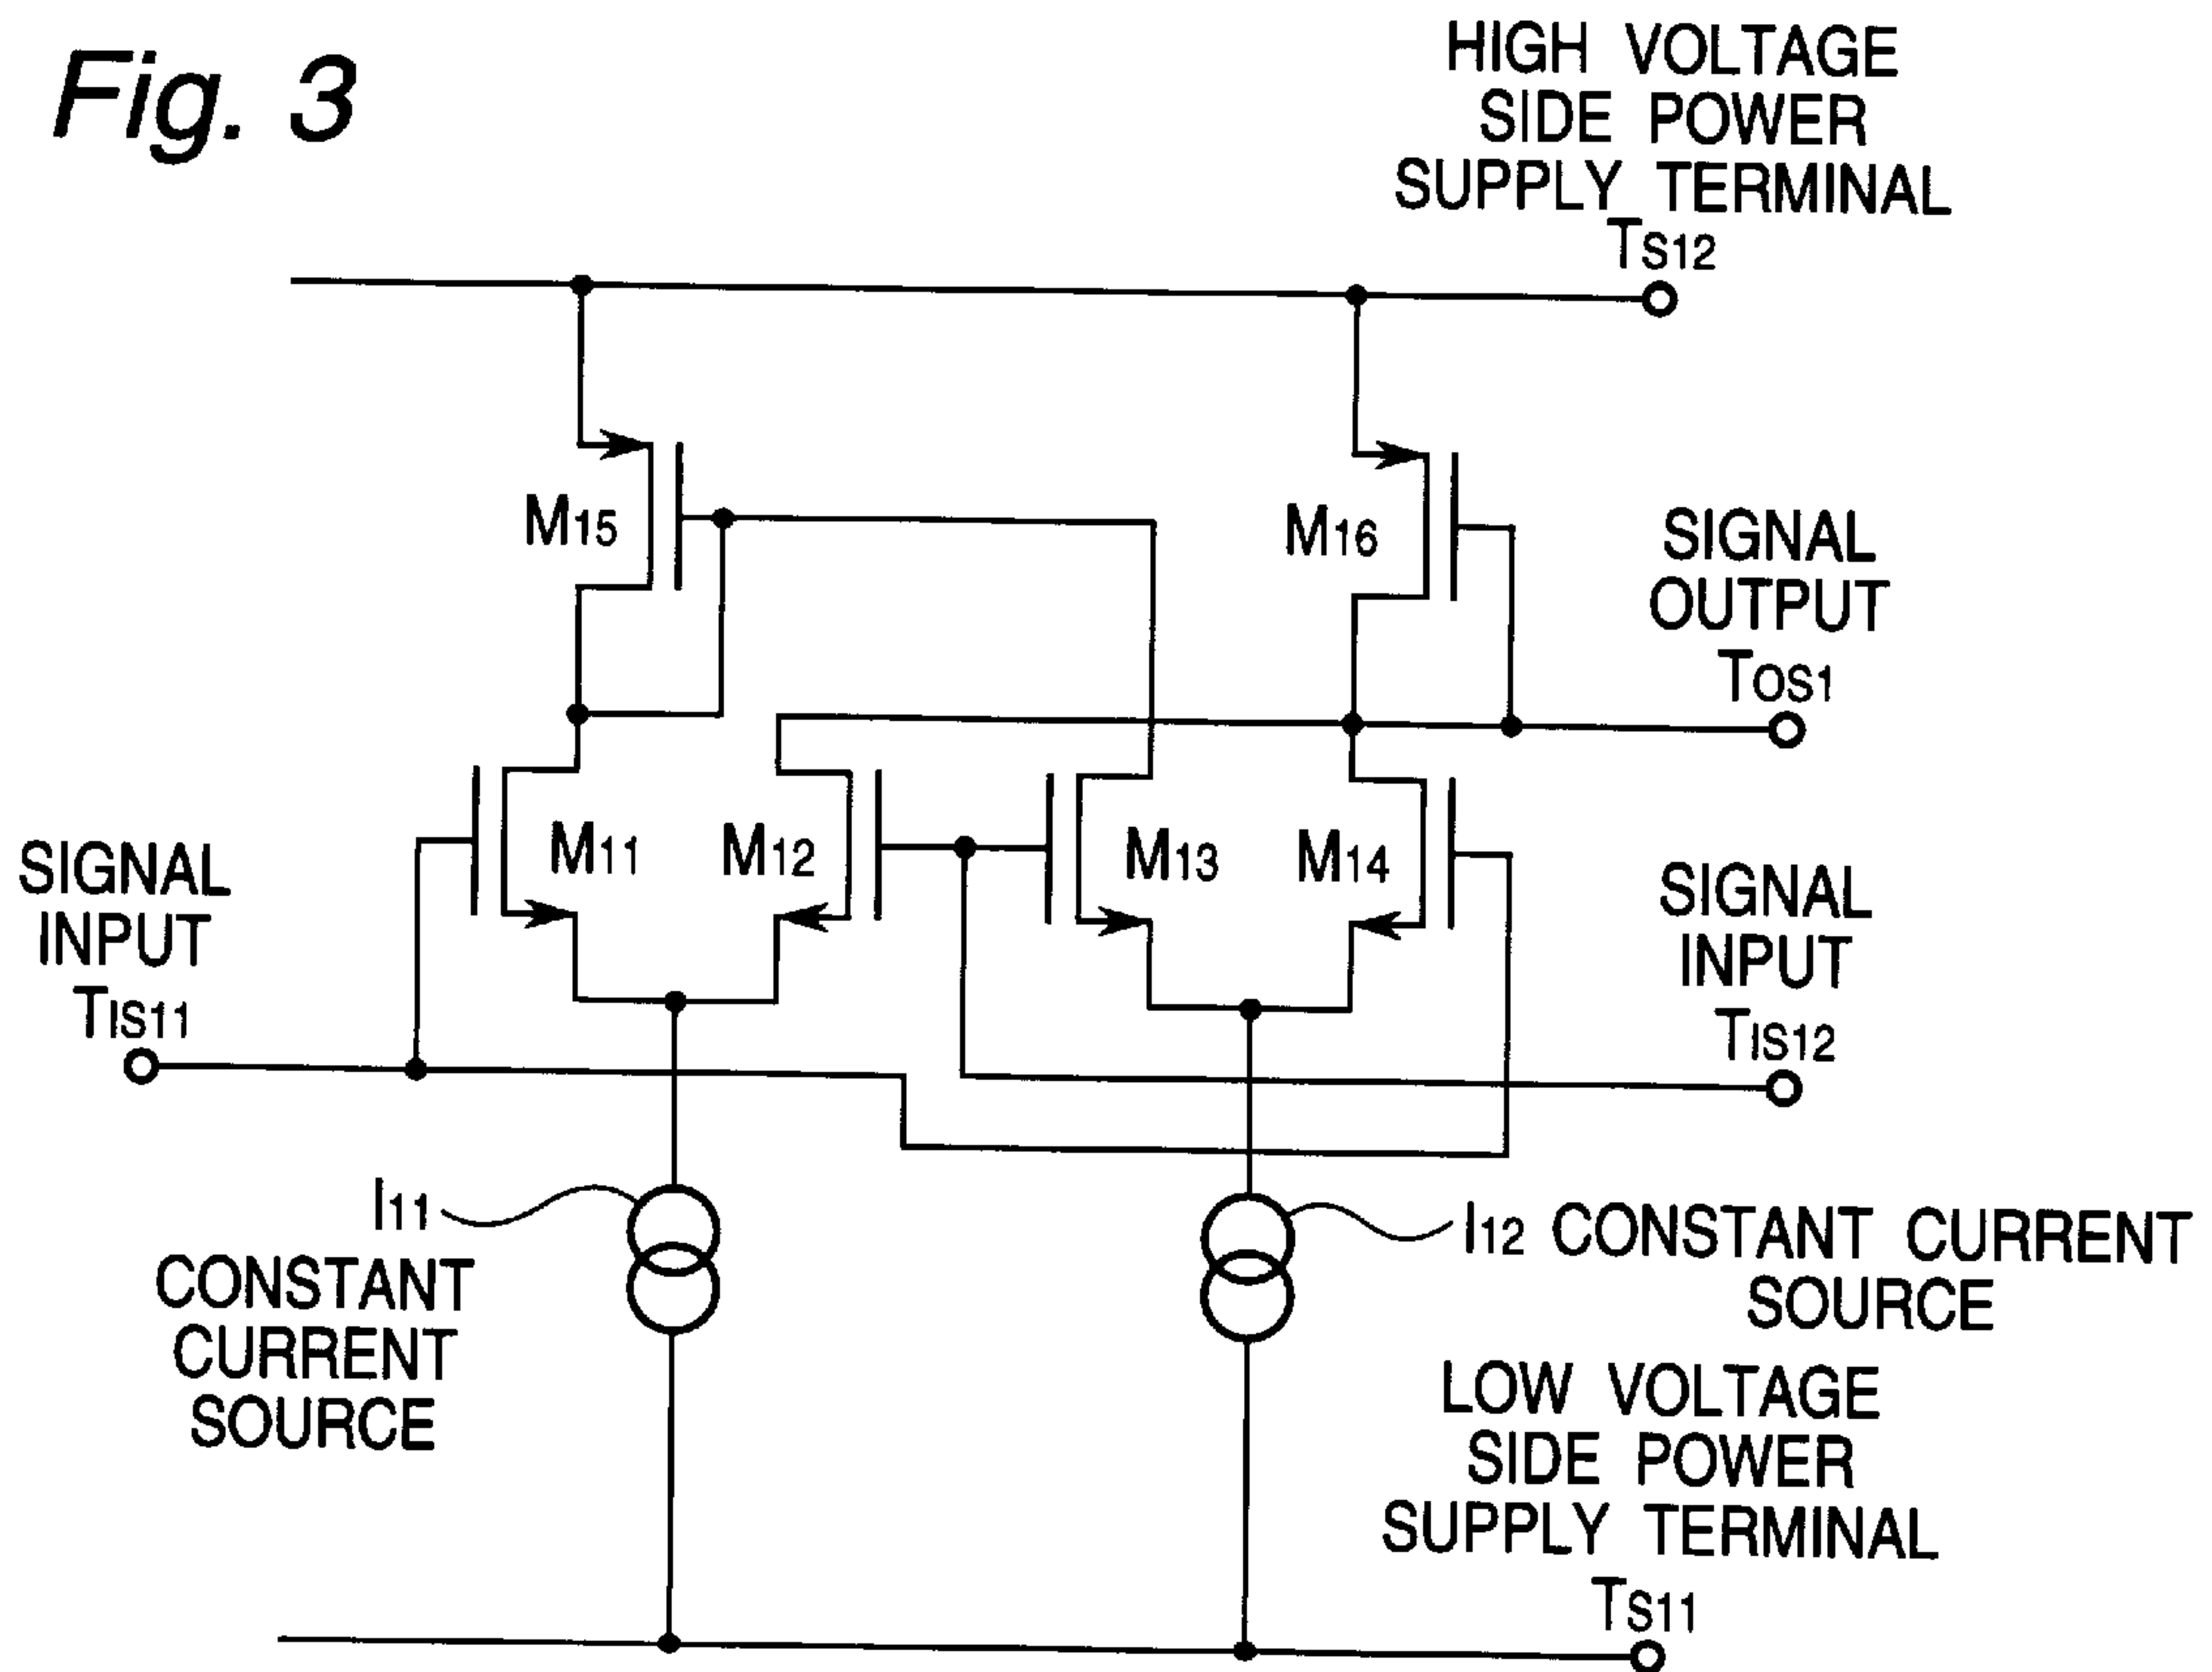 Fig. 3
HIGH VOLTAGE
SIDE POWER
SUPPLY TERMINAL
TS12
M15
M16
SIGNAL
OUTPUT
TOS1
M11
M12
M13
M14
SIGNAL
INPUT
TIS11
SIGNAL
INPUT
TIS12
I11
CONSTANT
CURRENT
SOURCE
I12 CONSTANT CURRENT
SOURCE
LOW VOLTAGE
SIDE POWER
SUPPLY TERMINAL
TS11